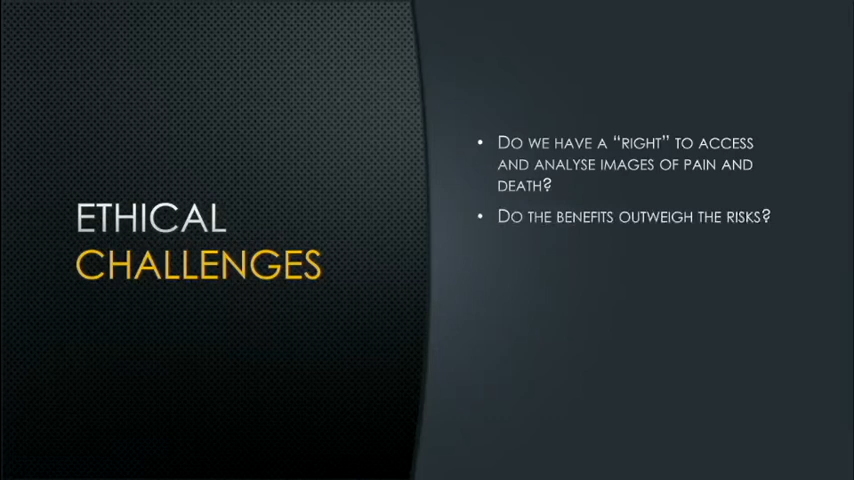 ETHICAL
CHALLENGES
• DO WE HAVE A “RIGHT” TO ACCESS
AND ANALYSE IMAGES OF PAIN AND
DEATH?
• DO THE BENEFITS OUTWEIGH THE RISKS?